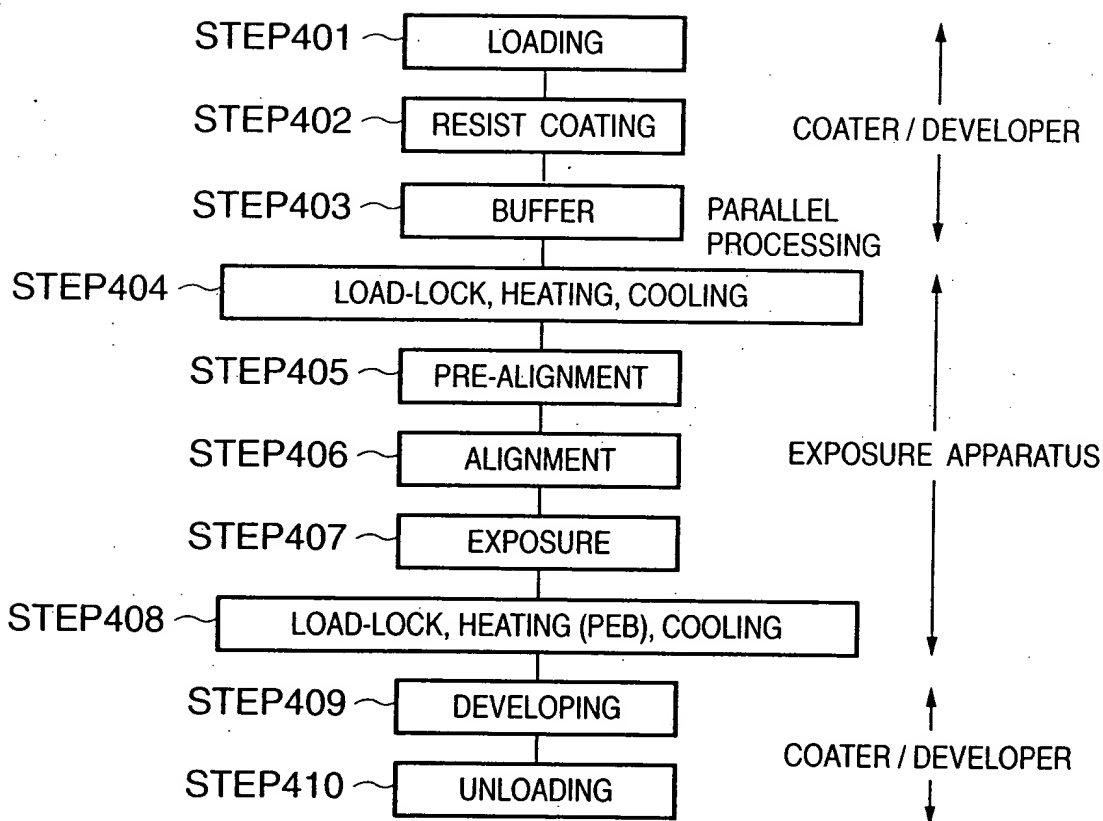 STEP401 LOADING
STEP402 RESIST COATING
COATER / DEVELOPER
STEP403 BUFFER
PARALLEL
PROCESSING
STEP404 LOAD-LOCK, HEATING, COOLING
STEP405 PRE-ALIGNMENT
STEP406 ALIGNMENT
EXPOSURE APPARATUS
STEP407 EXPOSURE
STEP408 LOAD-LOCK, HEATING (PEB), COOLING
STEP409 DEVELOPING
COATER / DEVELOPER
STEP410 UNLOADING